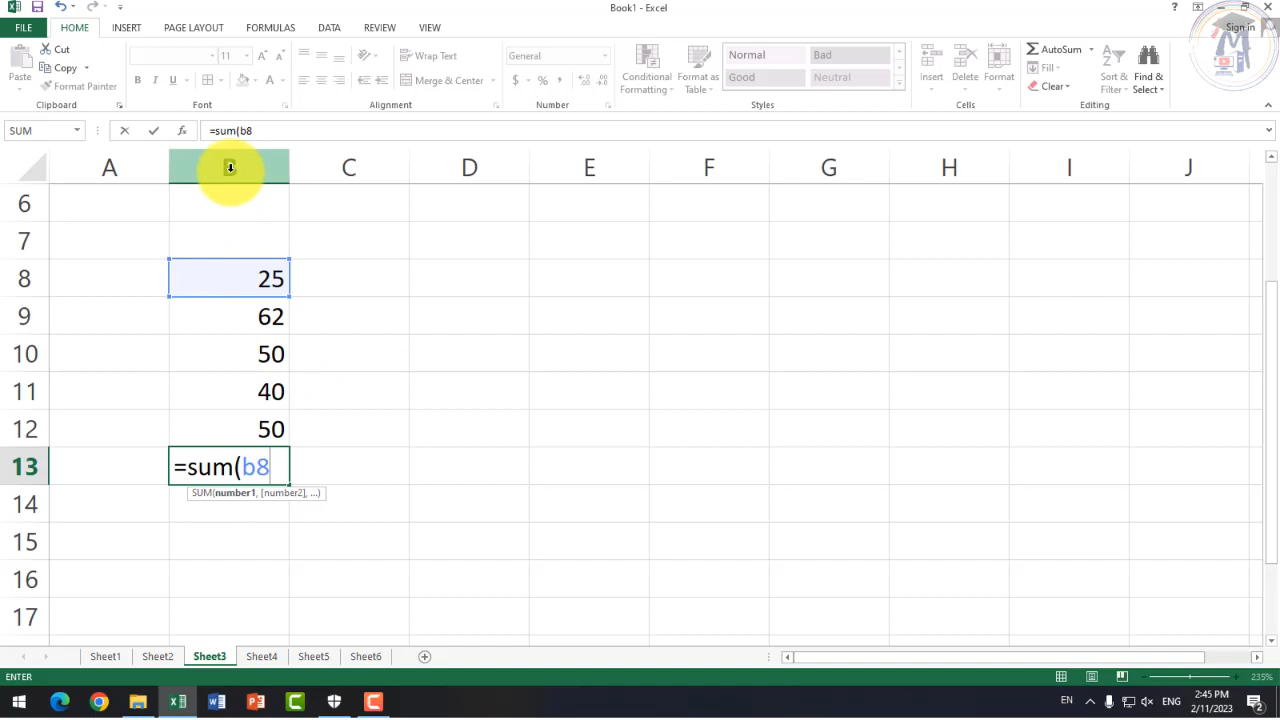 Book1 - Excel
?
FILE HOME INSERT PAGE LAYOUT FORMULAS DATA REVIEW VIEW Sign in
Paste
Cut
Copy
Format Painter
Clipboard
11 A A
B I U A
Font
Wrap Text
Merge & Center
Alignment
General
$ % ,
Number
Conditional Formatting
Format as Table
Normal Bad
Good Neutral
Styles
Insert Delete Format
Cells
AutoSum
Fill
Clear
Sort & Filter
Find & Select
Editing
SUM fx =sum(b8
A B C D E F G H I J
6
7
8 25
9 62
10 50
11 40
12 50
13 =sum(b8
SUM(number1, [number2], ...)
14
15
16
17
Sheet1 Sheet2 Sheet3 Sheet4 Sheet5 Sheet6
ENTER 235%
EN ENG 2:45 PM
2/11/2023 2